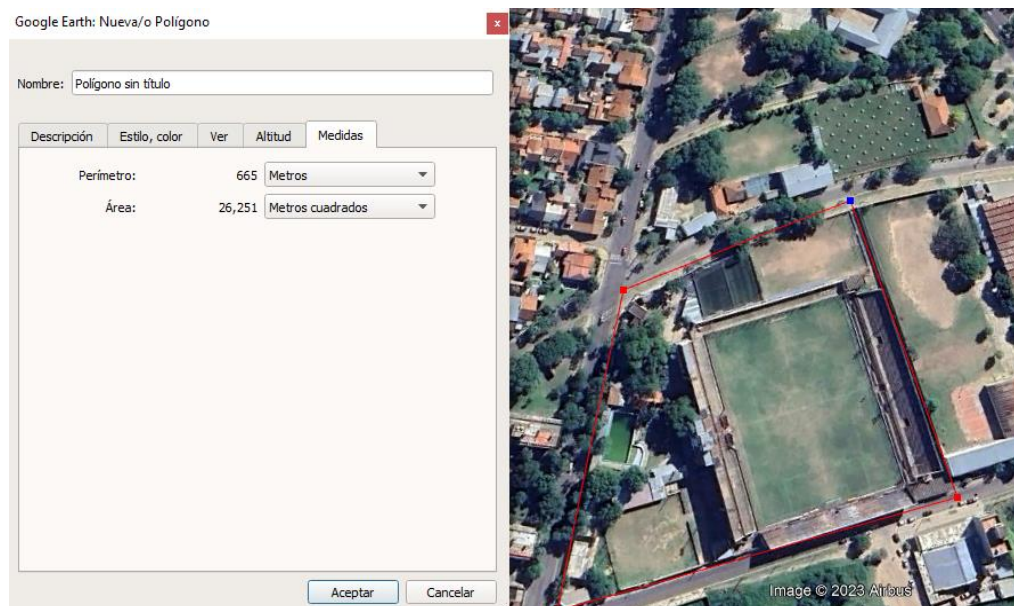 Google Earth: Nueva/o Polígono
x
Nombre: Polígono sin título
Descripción Estilo, color Ver Altitud Medidas
Perímetro: 665 Metros
Área: 26,251 Metros cuadrados
Aceptar Cancelar
Image © 2023 Airbus